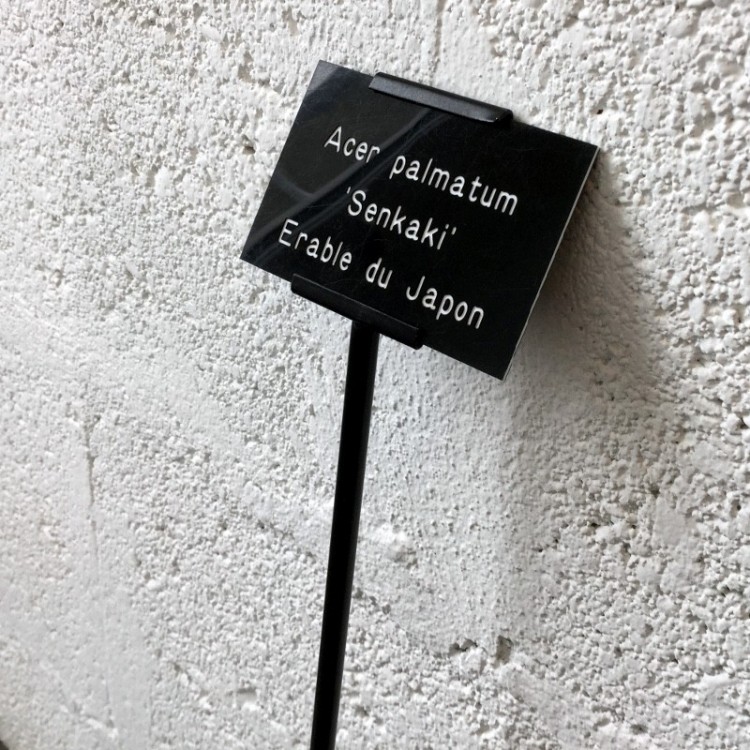 Acer palmatum
'Senkaki'
Erable du Japon